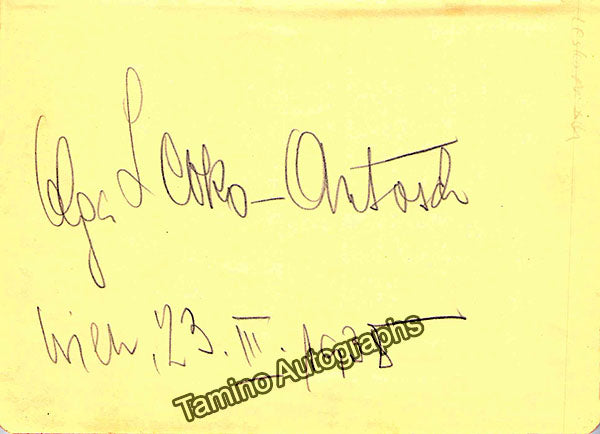 Olga Levko-Antosch
Wien, 23. III.
Tamino Autographs